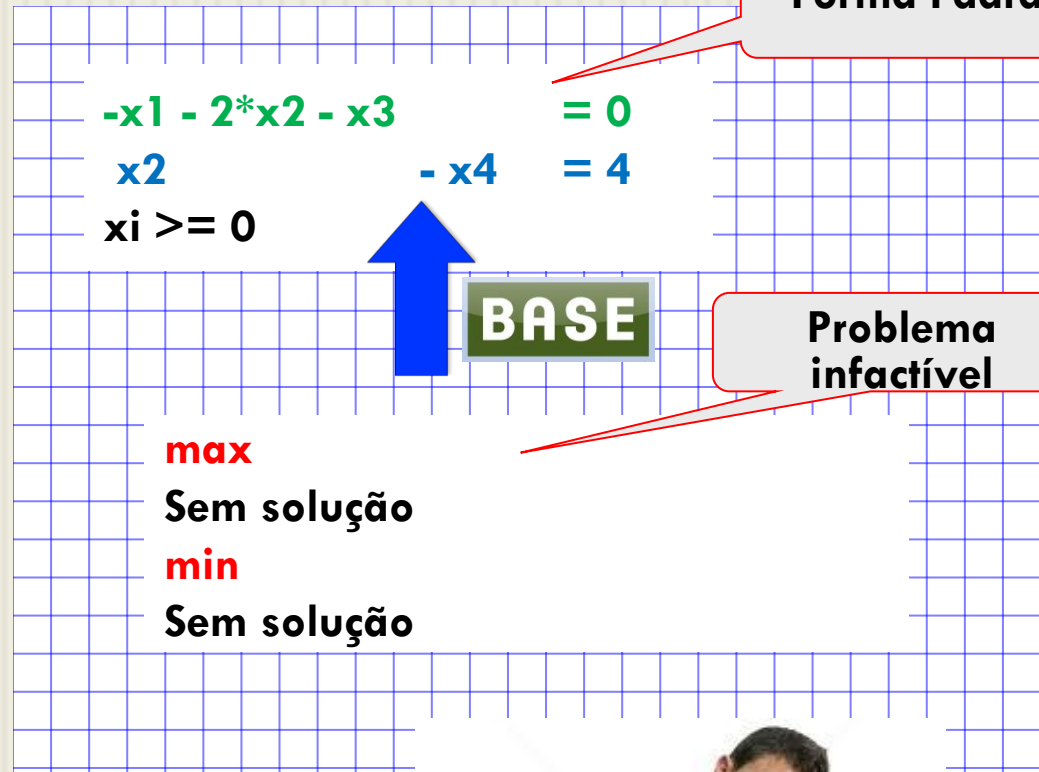 -x1 - 2*x2 - x3 = 0
x2 - x4 = 4
xi >= 0
BASE
Problema
infactível
max
Sem solução
min
Sem solução